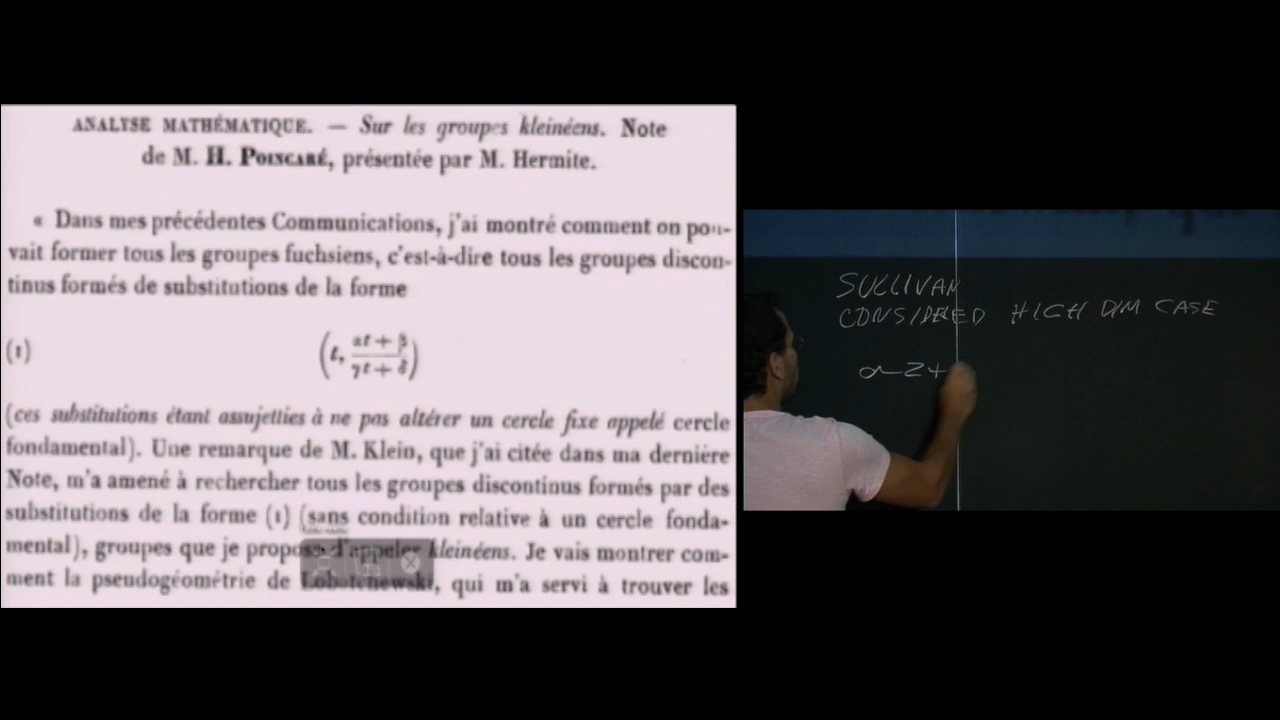 ANALYSE MATHÉMATIQUE. — Sur les groupes kleinéens. Note
de M. H. POINCARÉ, présentée par M. Hermite.
« Dans mes précédentes Communications, j'ai montré comment on pou-
vait former tous les groupes fuchsiens, c'est-à-dire tous les groupes discon-
tinus formés de substitutions de la forme
(1) (t, αt + β / γt + δ)
(ces substitutions étant assujetties à ne pas altérer un cercle fixe appelé cercle
fondamental). Une remarque de M. Klein, que j'ai citée dans ma dernière
Note, m'a amené à rechercher tous les groupes discontinus formés par des
substitutions de la forme (1) (sans condition relative à un cercle fonda-
mental), groupes que je propose d'appeler kleinéens. Je vais montrer com-
ment la pseudogéométrie de Lobatchewski, qui m'a servi à trouver les
SULLIVAN
CONSIDERED HIGH DIM CASE
az+